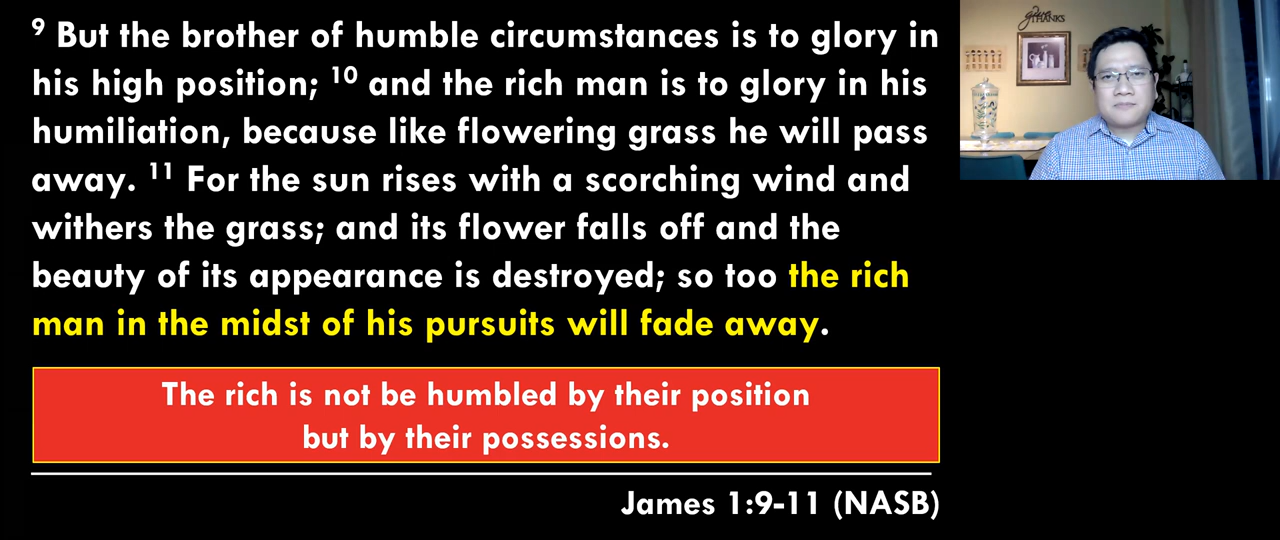 ⁹ But the brother of humble circumstances is to glory in
his high position; ¹⁰ and the rich man is to glory in his
humiliation, because like flowering grass he will pass
away. ¹¹ For the sun rises with a scorching wind and
withers the grass; and its flower falls off and the
beauty of its appearance is destroyed; so too the rich
man in the midst of his pursuits will fade away.
The rich is not be humbled by their position
but by their possessions.
James 1:9-11 (NASB)
give
THANKS